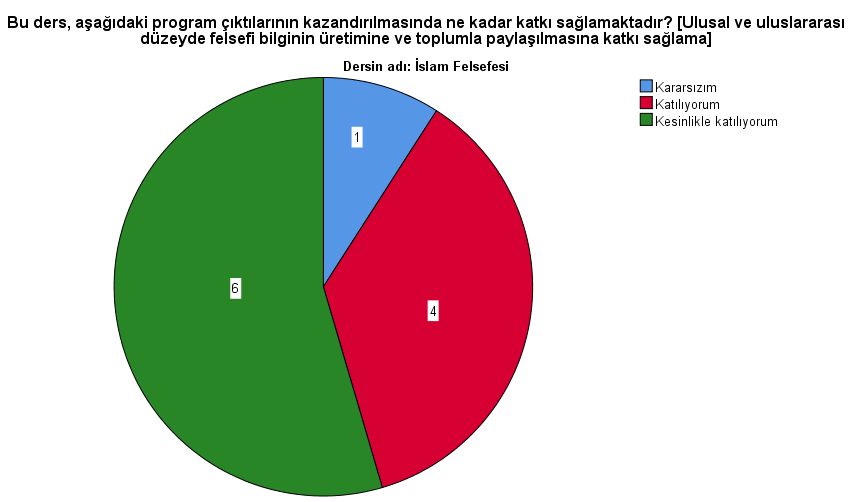 Bu ders, aşağıdaki program çıktılarının kazandırılmasında ne kadar katkı sağlamaktadır? [Ulusal ve uluslararası
düzeyde felsefi bilginin üretimine ve toplumla paylaşılmasına katkı sağlama]
Dersin adı: İslam Felsefesi
Kararsızım
Katılıyorum
Kesinlikle katılıyorum
1
6
4